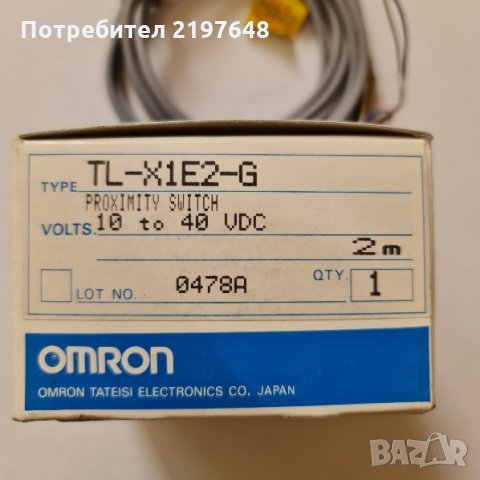 Потребител 2197648
TYPE TL-X1E2-G
PROXIMITY SWITCH
VOLTS. 10 to 40 VDC
2m
LOT NO. 0478A QTY. 1
OMRON
OMRON TATEISI ELECTRONICS CO. JAPAN
BAZAR